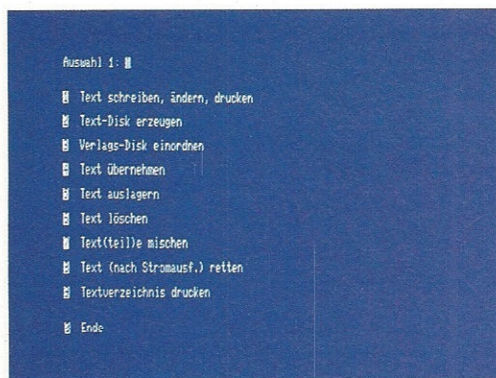 Auswahl 1:
Text schreiben, ändern, drucken
Text-Disk erzeugen
Verlags-Disk einordnen
Text übernehmen
Text auslagern
Text löschen
Text(teil)e mischen
Text (nach Stromausf.) retten
Textverzeichnis drucken
Ende